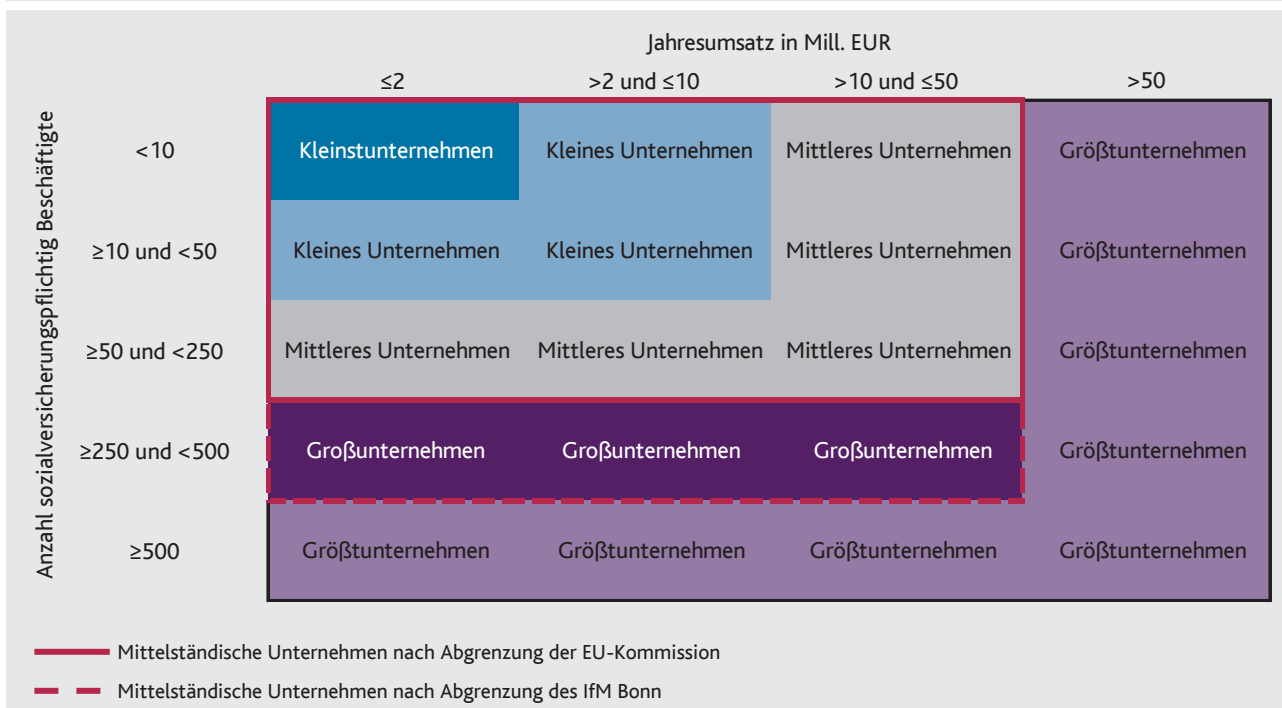 Jahresumsatz in Mill. EUR
≤2 >2 und ≤10 >10 und ≤50 >50
Anzahl sozialversicherungspflichtig Beschäftigte
<10 Kleinstunternehmen Kleines Unternehmen Mittleres Unternehmen Größtunternehmen
≥10 und <50 Kleines Unternehmen Kleines Unternehmen Mittleres Unternehmen Größtunternehmen
≥50 und <250 Mittleres Unternehmen Mittleres Unternehmen Mittleres Unternehmen Größtunternehmen
≥250 und <500 Großunternehmen Großunternehmen Großunternehmen Größtunternehmen
≥500 Größtunternehmen Größtunternehmen Größtunternehmen Größtunternehmen
Mittelständische Unternehmen nach Abgrenzung der EU-Kommission
Mittelständische Unternehmen nach Abgrenzung des IfM Bonn